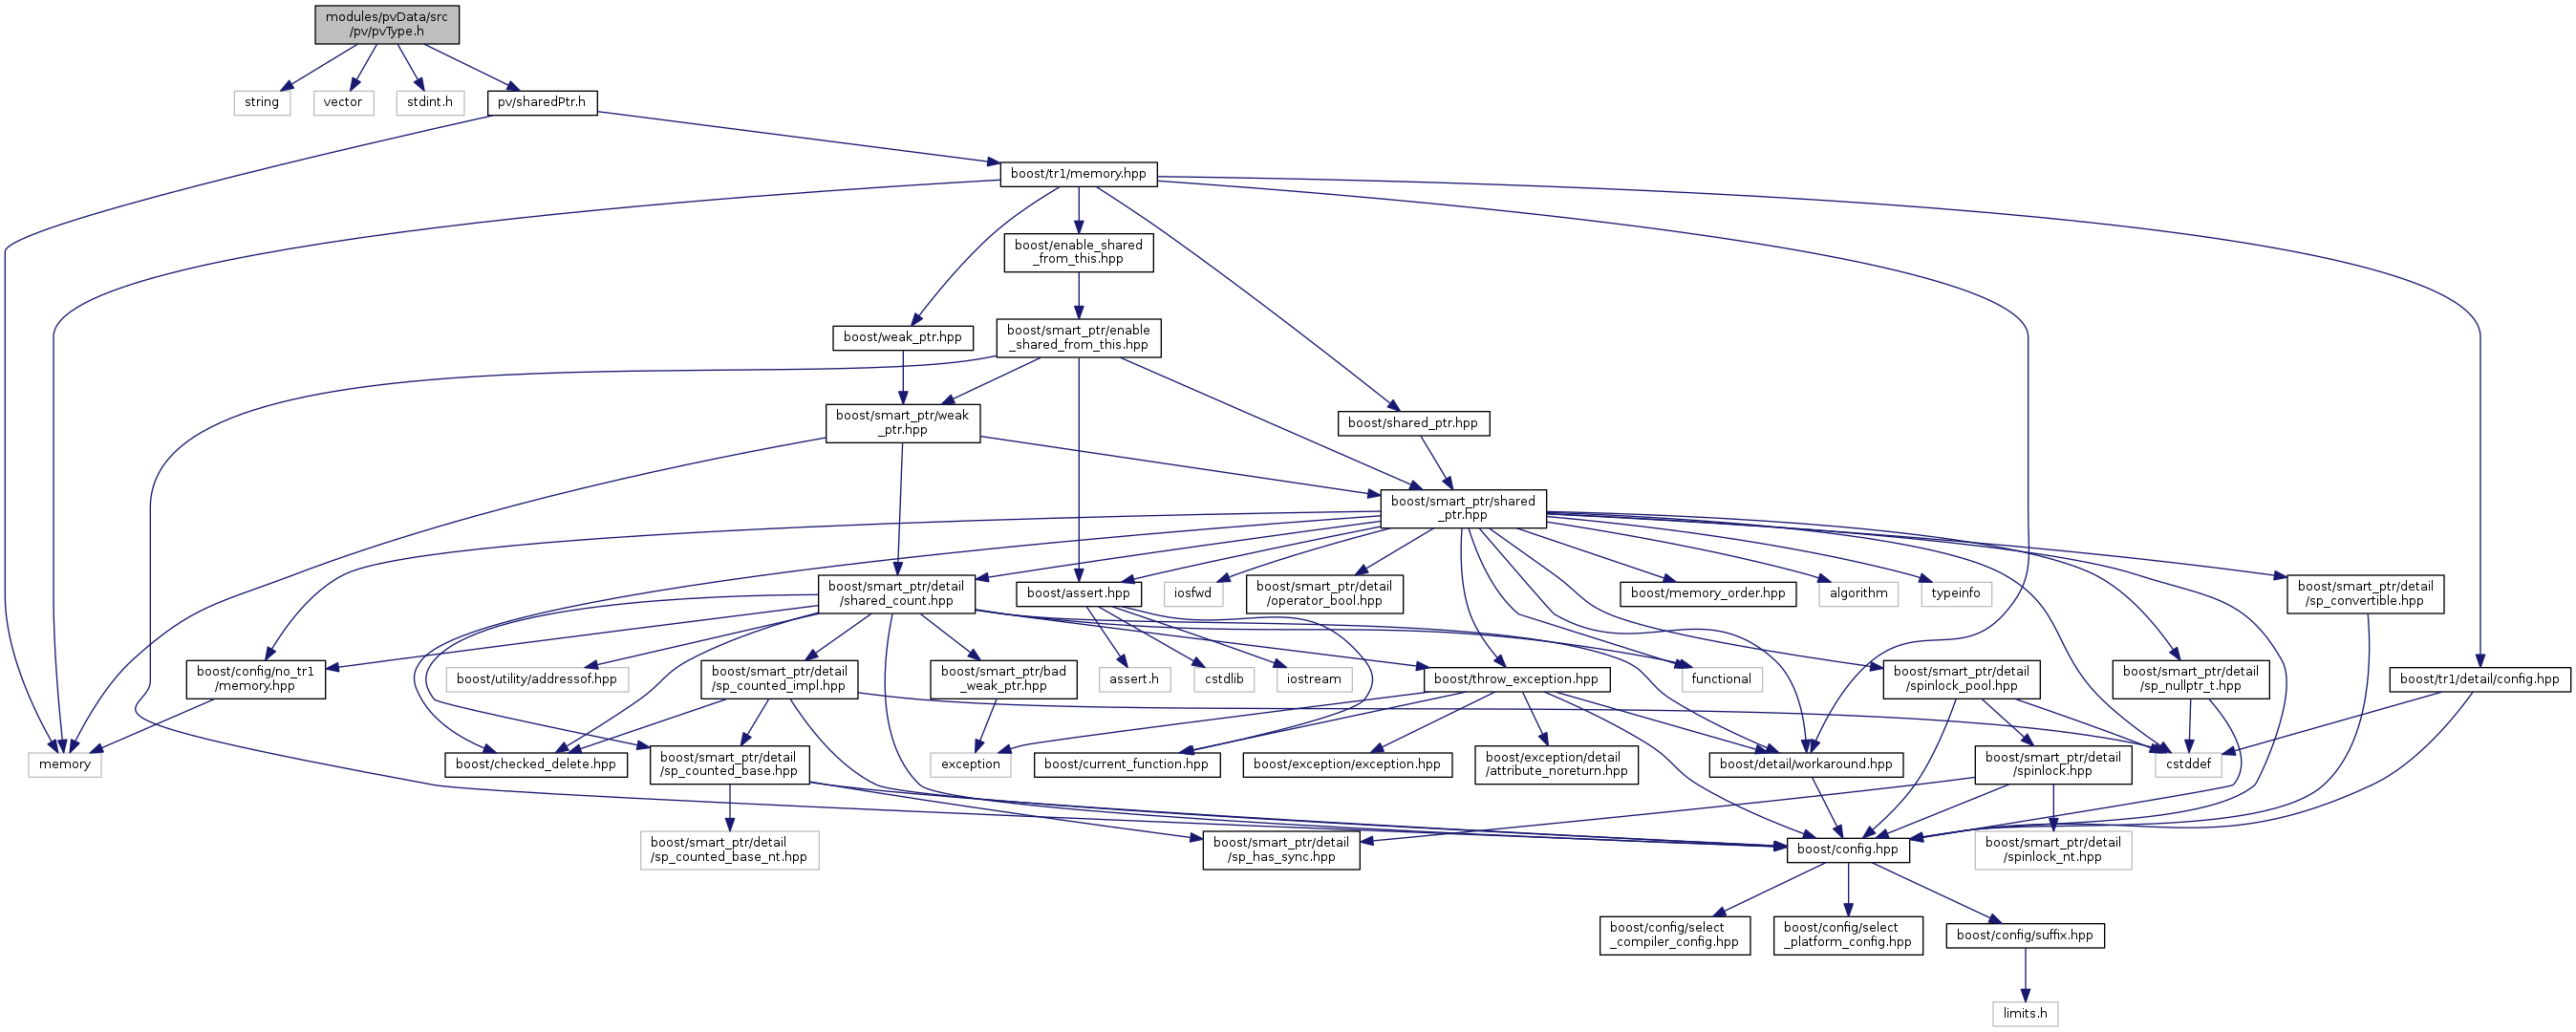 modules/pvData/src
/pv/pvType.h
string
vector
stdint.h
pv/sharedPtr.h
boost/tr1/memory.hpp
boost/enable_shared
_from_this.hpp
boost/weak_ptr.hpp
boost/smart_ptr/enable
_shared_from_this.hpp
boost/smart_ptr/weak
_ptr.hpp
boost/shared_ptr.hpp
boost/smart_ptr/shared
_ptr.hpp
boost/smart_ptr/detail
/shared_count.hpp
boost/assert.hpp
iosfwd
boost/smart_ptr/detail
/operator_bool.hpp
boost/memory_order.hpp
algorithm
typeinfo
boost/smart_ptr/detail
/sp_convertible.hpp
boost/config/no_tr1
/memory.hpp
boost/utility/addressof.hpp
boost/smart_ptr/detail
/sp_counted_impl.hpp
boost/smart_ptr/bad
_weak_ptr.hpp
assert.h
cstdlib
iostream
boost/throw_exception.hpp
functional
boost/smart_ptr/detail
/spinlock_pool.hpp
boost/smart_ptr/detail
/sp_nullptr_t.hpp
boost/tr1/detail/config.hpp
memory
boost/checked_delete.hpp
boost/smart_ptr/detail
/sp_counted_base.hpp
exception
boost/current_function.hpp
boost/exception/exception.hpp
boost/exception/detail
/attribute_noreturn.hpp
boost/detail/workaround.hpp
boost/smart_ptr/detail
/spinlock.hpp
cstddef
boost/smart_ptr/detail
/sp_counted_base_nt.hpp
boost/smart_ptr/detail
/sp_has_sync.hpp
boost/config.hpp
boost/smart_ptr/detail
/spinlock_nt.hpp
boost/config/select
_compiler_config.hpp
boost/config/select
_platform_config.hpp
boost/config/suffix.hpp
limits.h